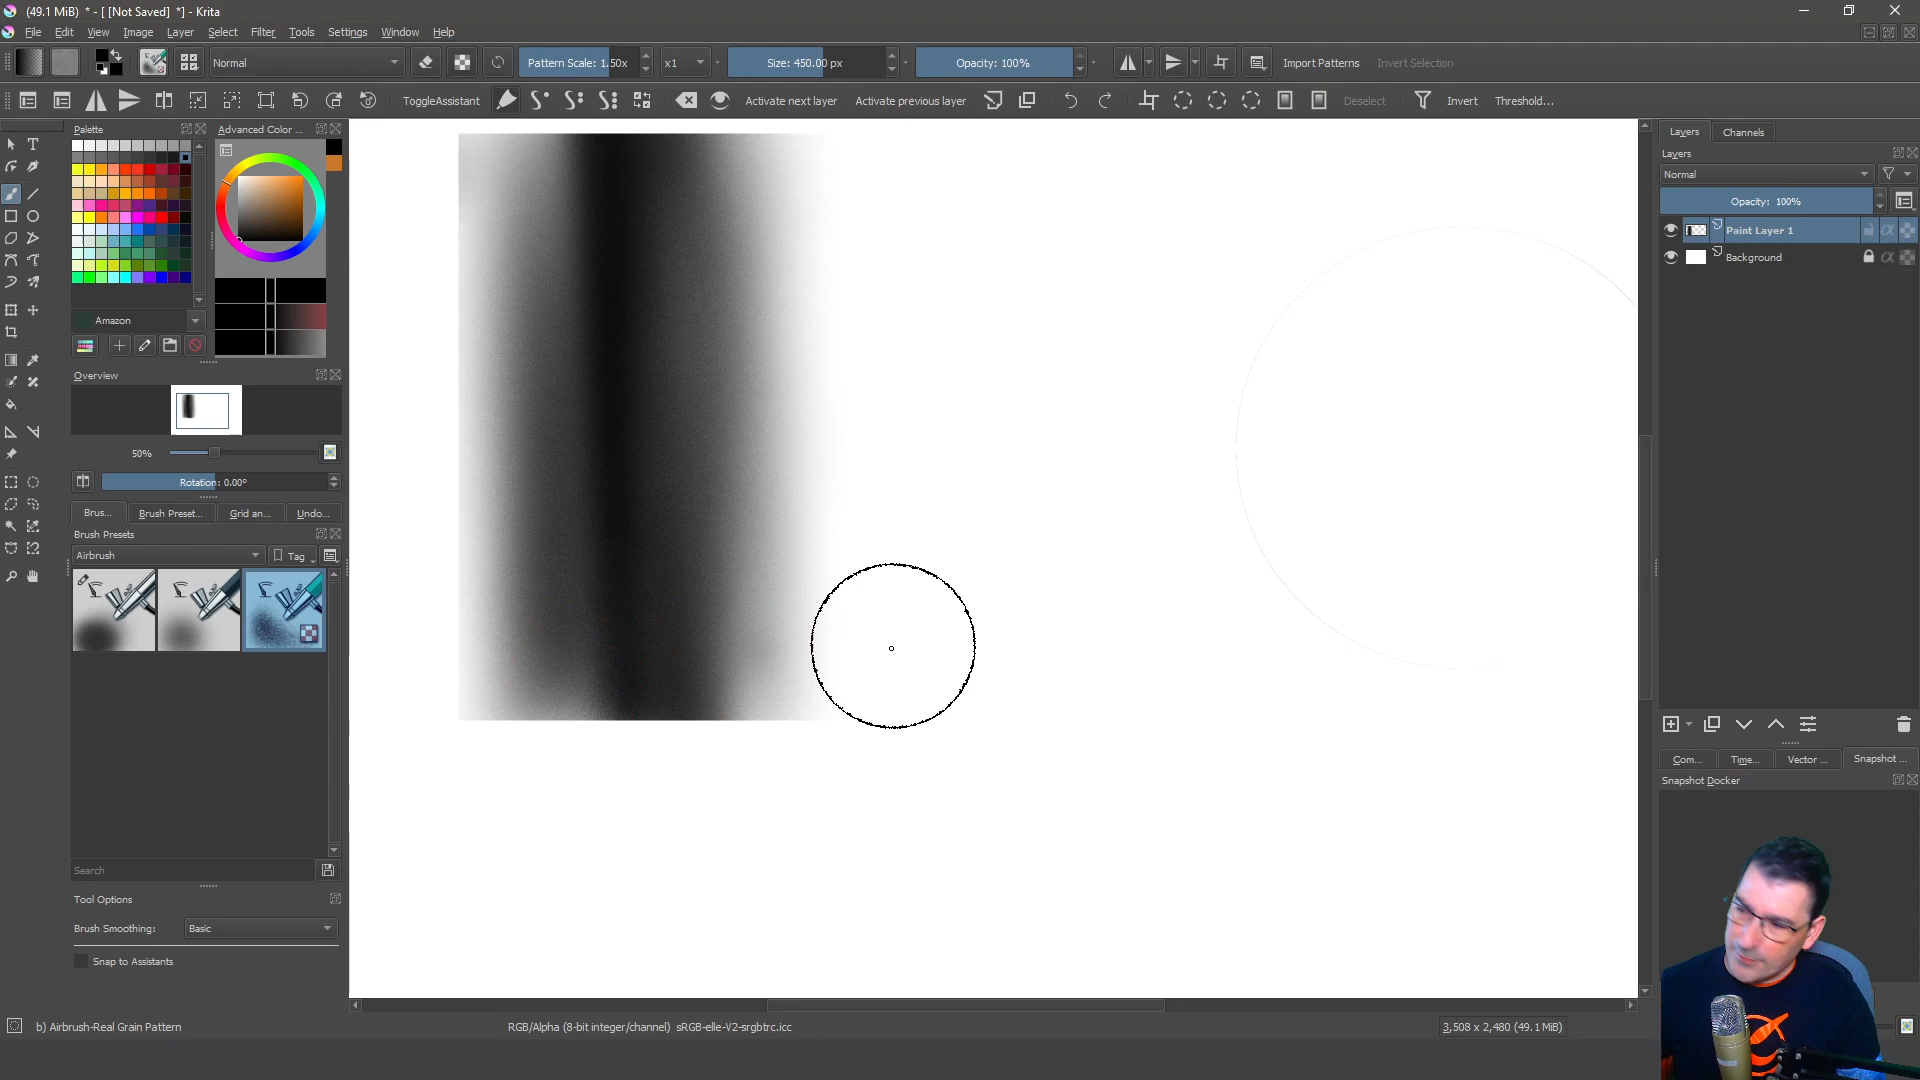 (49.1 MiB) * - [ [Not Saved] *] - Krita
File Edit View Image Layer Select Filter Tools Settings Window Help
Normal Pattern Scale: 1.50x x1 Size: 450.00 px Opacity: 100% Import Patterns Invert Selection
ToggleAssistant Activate next layer Activate previous layer Deselect Invert Threshold...
Palette Advanced Color ...
Amazon
Overview
50%
Rotation: 0.00°
Brus... Brush Preset... Grid an... Undo...
Brush Presets
Airbrush Tag
Search
Tool Options
Brush Smoothing: Basic
Snap to Assistants
b) Airbrush-Real Grain Pattern
RGB/Alpha (8-bit integer/channel) sRGB-elle-V2-srgbtrc.icc
3,508 x 2,480 (49.1 MiB)
Layers Channels
Layers
Normal
Opacity: 100%
Paint Layer 1
Background
Com... Time... Vector ... Snapshot ...
Snapshot Docker